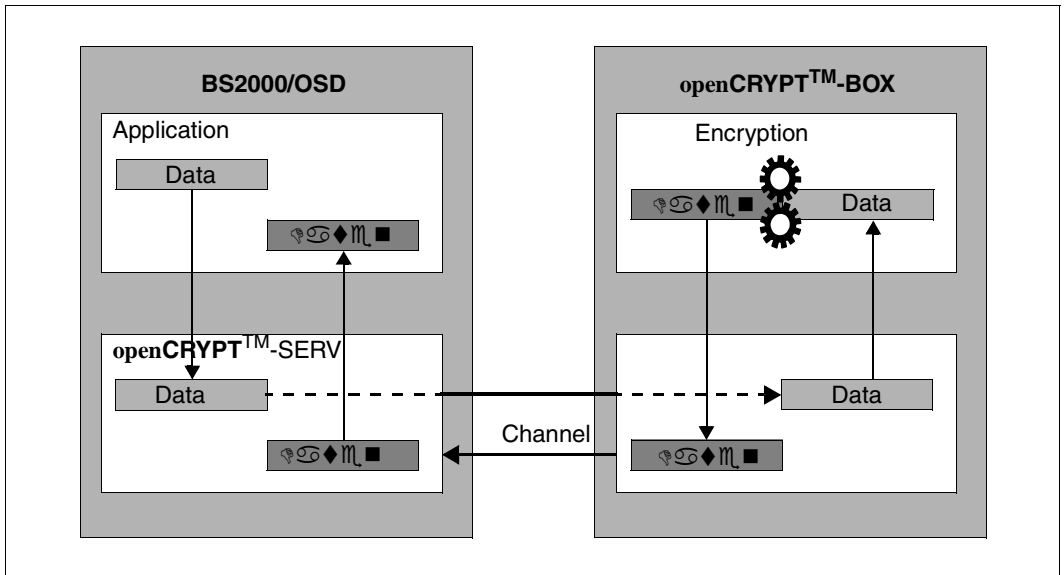 BS2000/OSD
Application
Data
👎♋♦♏■
openCRYPT™-SERV
Data
👎♋♦♏■
Channel
openCRYPT™-BOX
Encryption
👎♋♦♏■ Data
Data
👎♋♦♏■